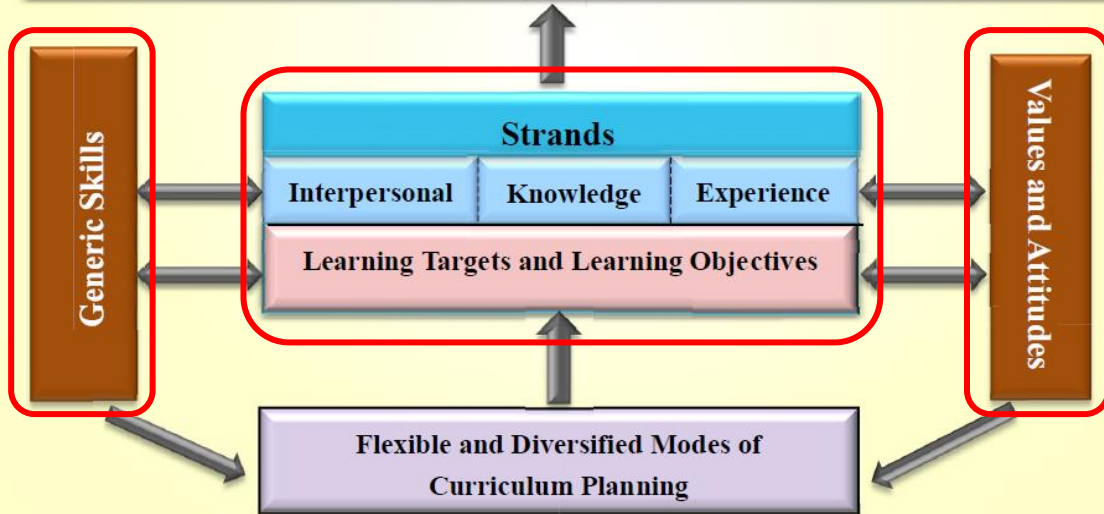 Generic Skills
Strands
Interpersonal
Knowledge
Experience
Learning Targets and Learning Objectives
Values and Attitudes
Flexible and Diversified Modes of
Curriculum Planning